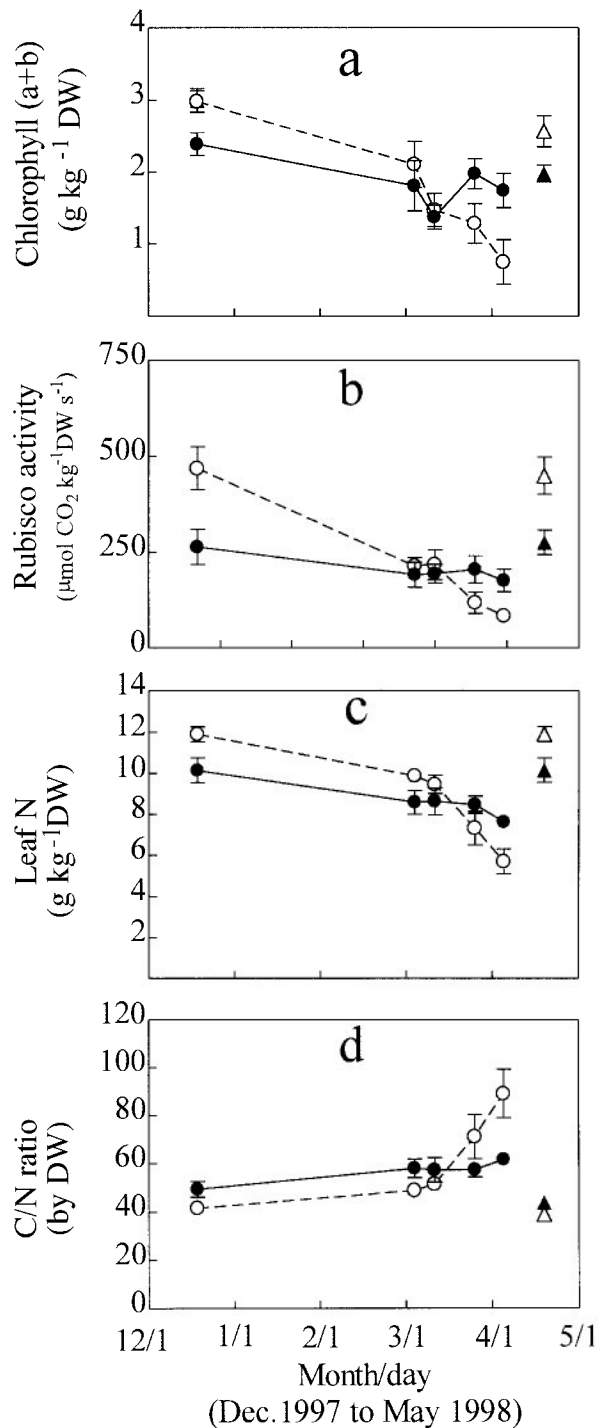 a
Chlorophyll (a+b)
(g kg⁻¹ DW)
4
3
2
1
b
Rubisco activity
(μmol CO₂ kg⁻¹DW s⁻¹)
750
500
250
0
c
Leaf N
(g kg⁻¹DW)
14
12
10
8
6
4
2
d
C/N ratio
(by DW)
120
100
80
60
40
20
0
12/1 1/1 2/1 3/1 4/1 5/1
Month/day
(Dec.1997 to May 1998)